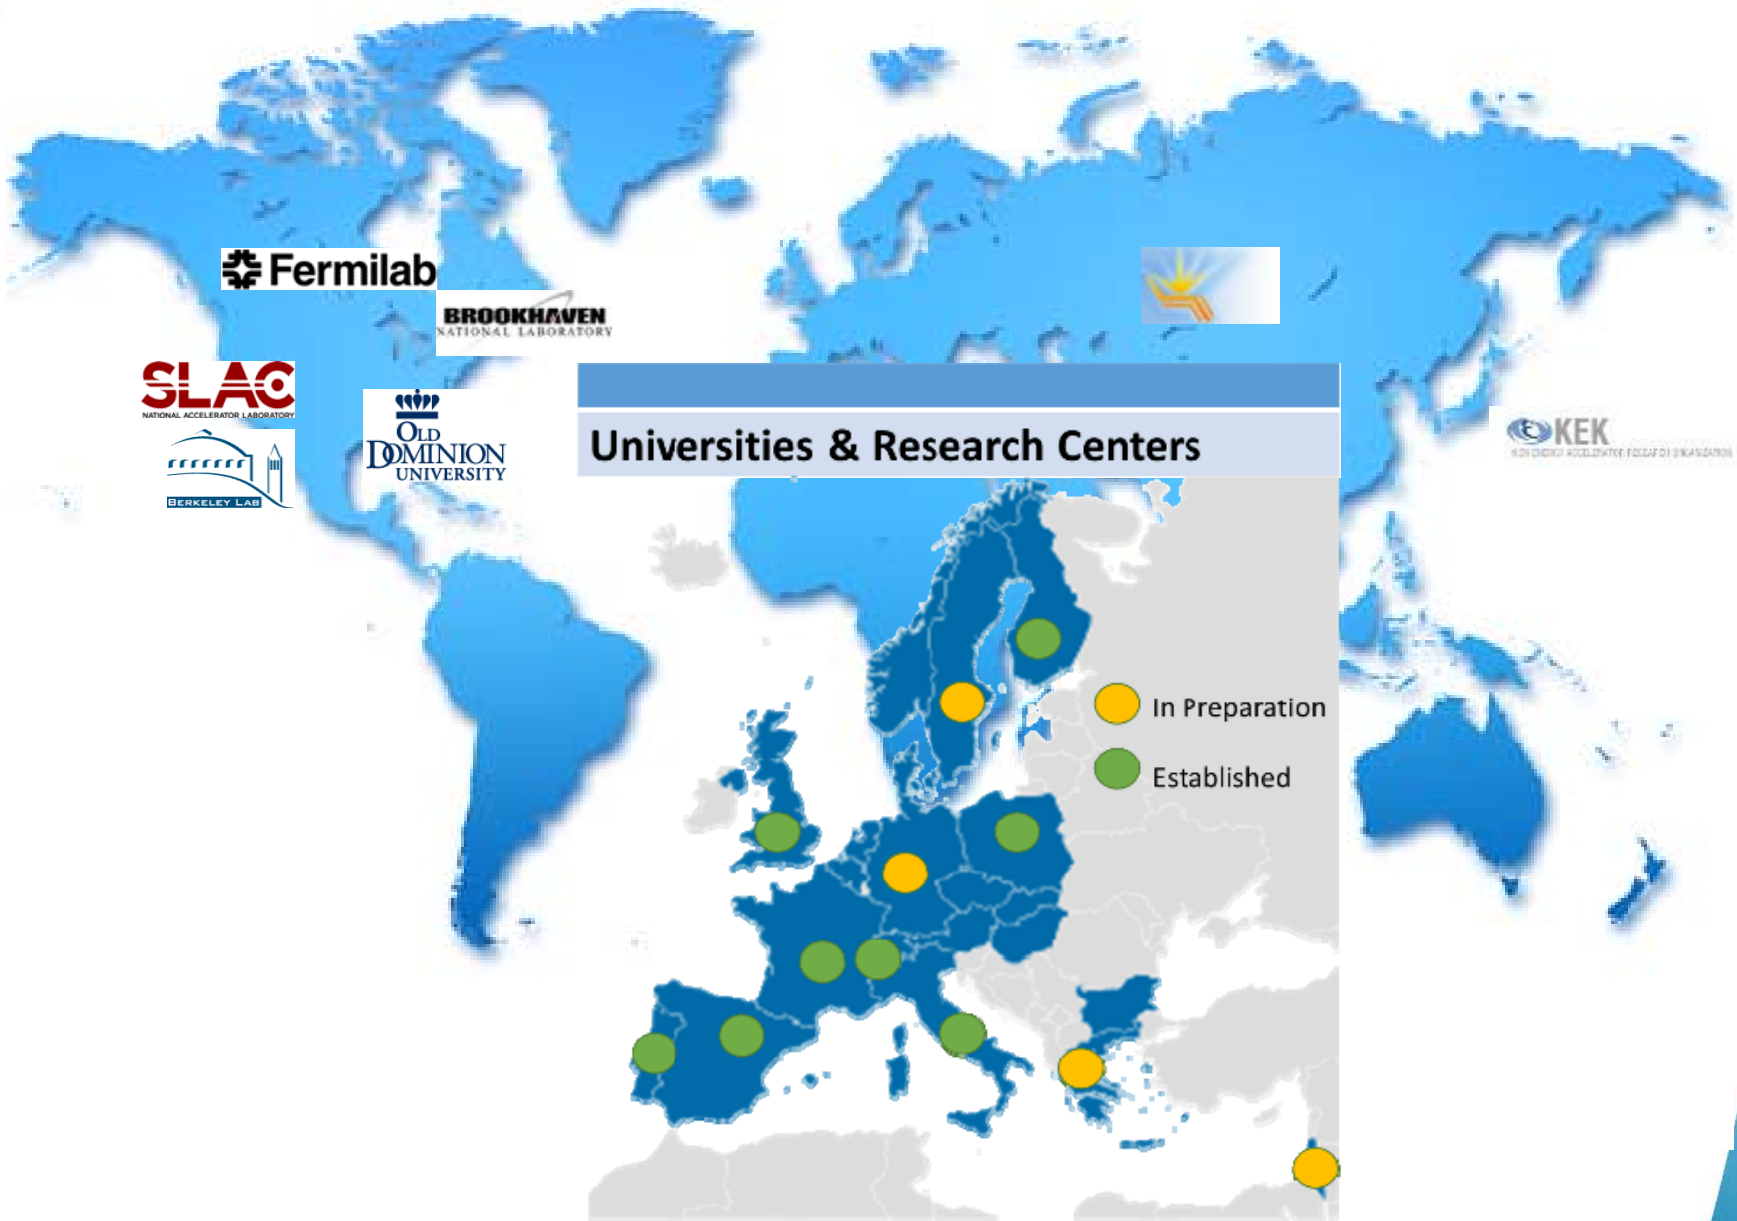 Fermilab
BROOKHAVEN
NATIONAL LABORATORY
SLAC
NATIONAL ACCELERATOR LABORATORY
OLD
DOMINION
UNIVERSITY
BERKELEY LAB
KEK
Universities & Research Centers
In Preparation
Established